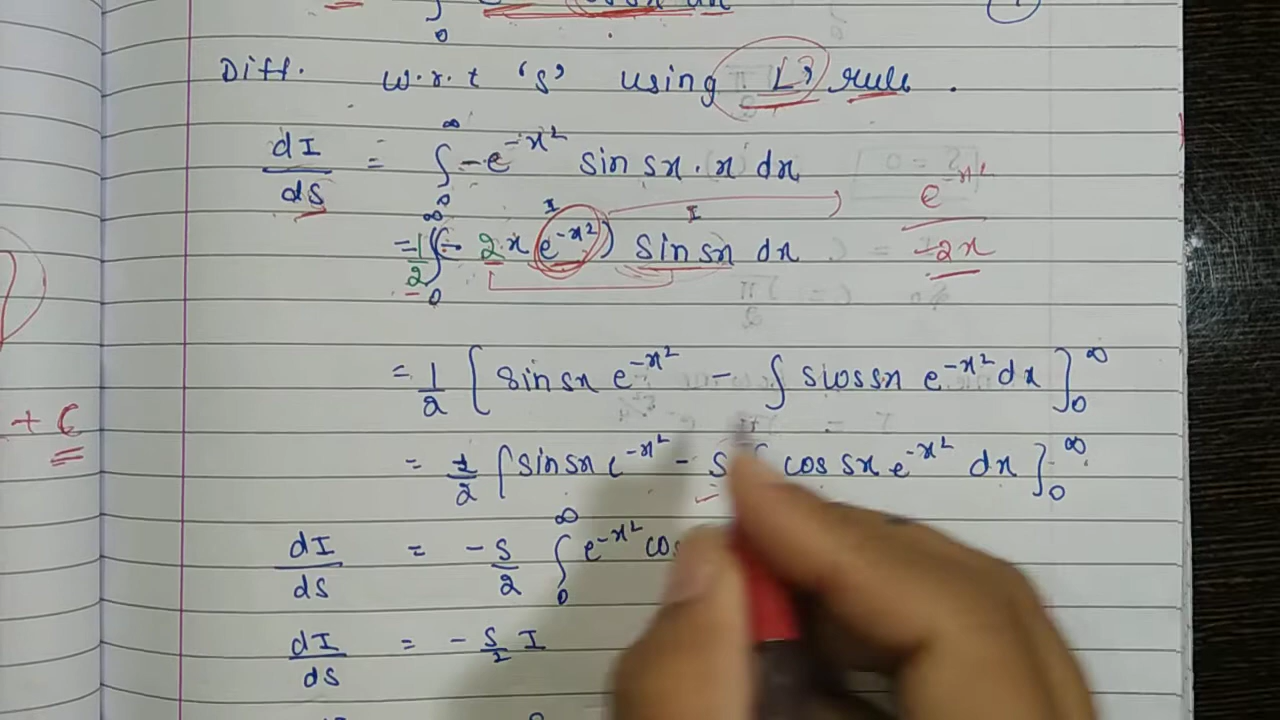 Diff. w.r.t 's' using L? rule.
dI/ds = ∫₀^∞ -e^{-x²} sin sx . x dx
e^{-x²}
= -1/2 ∫₀^∞ (- 2x e^{-x²}) sin sx dx
-2x
= 1/2 [ sin sx e^{-x²} - ∫ s cos sx e^{-x²} dx ]₀^∞
+ C
= 1/2 [ sin sx e^{-x²} - s ∫ cos sx e^{-x²} dx ]₀^∞
dI/ds = -s/2 ∫₀^∞ e^{-x²} cos
dI/ds = -s/2 I